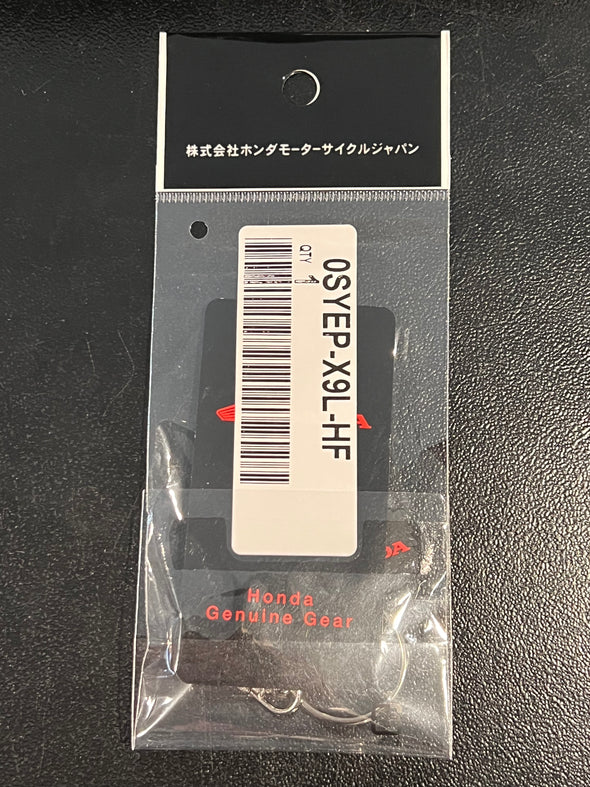 株式会社ホンダモーターサイクルジャパン
QTY 1
0SYEP-X9L-HF
Honda
Genuine Gear